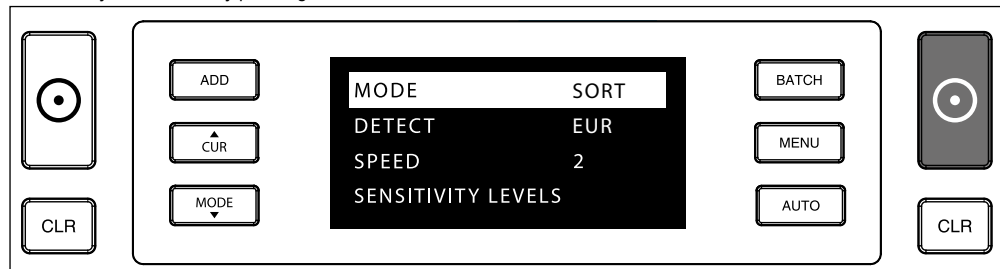 ADD
CUR
MODE
CLR
MODE SORT
DETECT EUR
SPEED 2
SENSITIVITY LEVELS
BATCH
MENU
AUTO
CLR